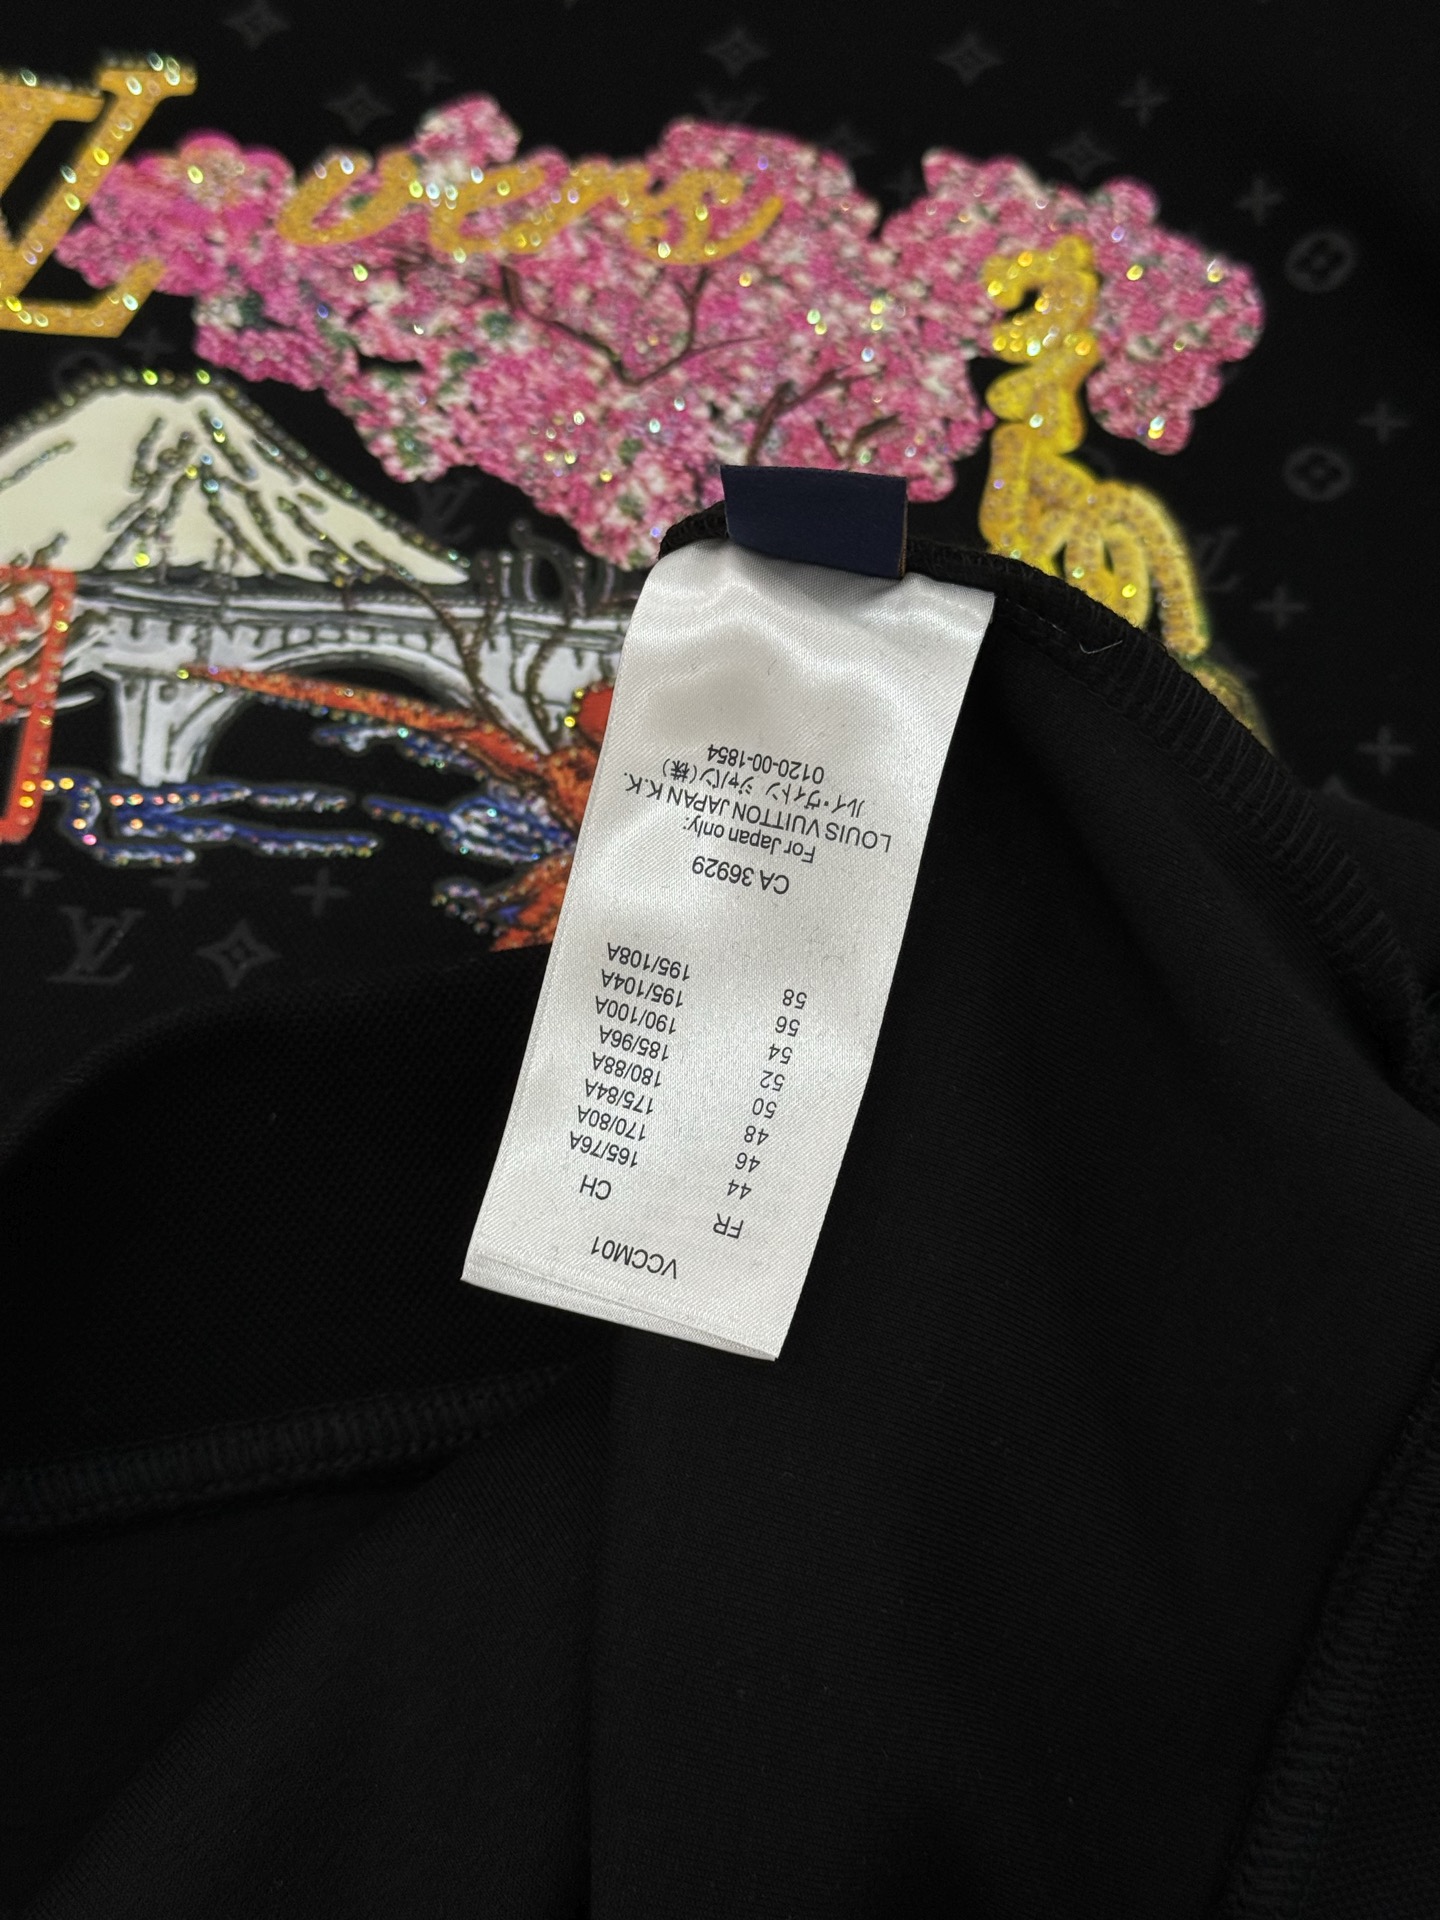 Lovers
LV
VCCM01
FR CH
44 165/76A
46 170/80A
48 175/84A
50 180/88A
52 185/96A
54 190/100A
56 195/104A
58 195/108A
CA 36929
For Japan only:
LOUIS VUITTON JAPAN K.K.
ルイ・ヴィトン ジャパン(株)
0120-00-1854